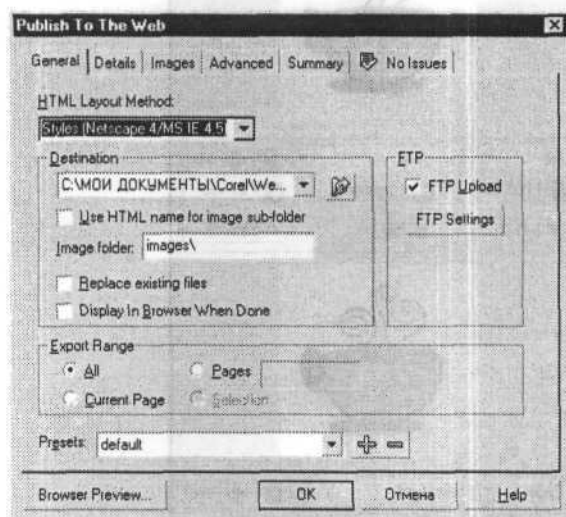 Publish To The Web
General Details Images Advanced Summary No Issues
HTML Layout Method:
Styles (Netscape 4/MS IE 4.5
Destination
C:\МОИ ДОКУМЕНТЫ\Corel\We...
Use HTML name for image sub-folder
Image folder: images\
Replace existing files
Display In Browser When Done
FTP
FTP Upload
FTP Settings
Export Range
All Pages
Current Page Selection
Presets: default
Browser Preview... OK Отмена Help